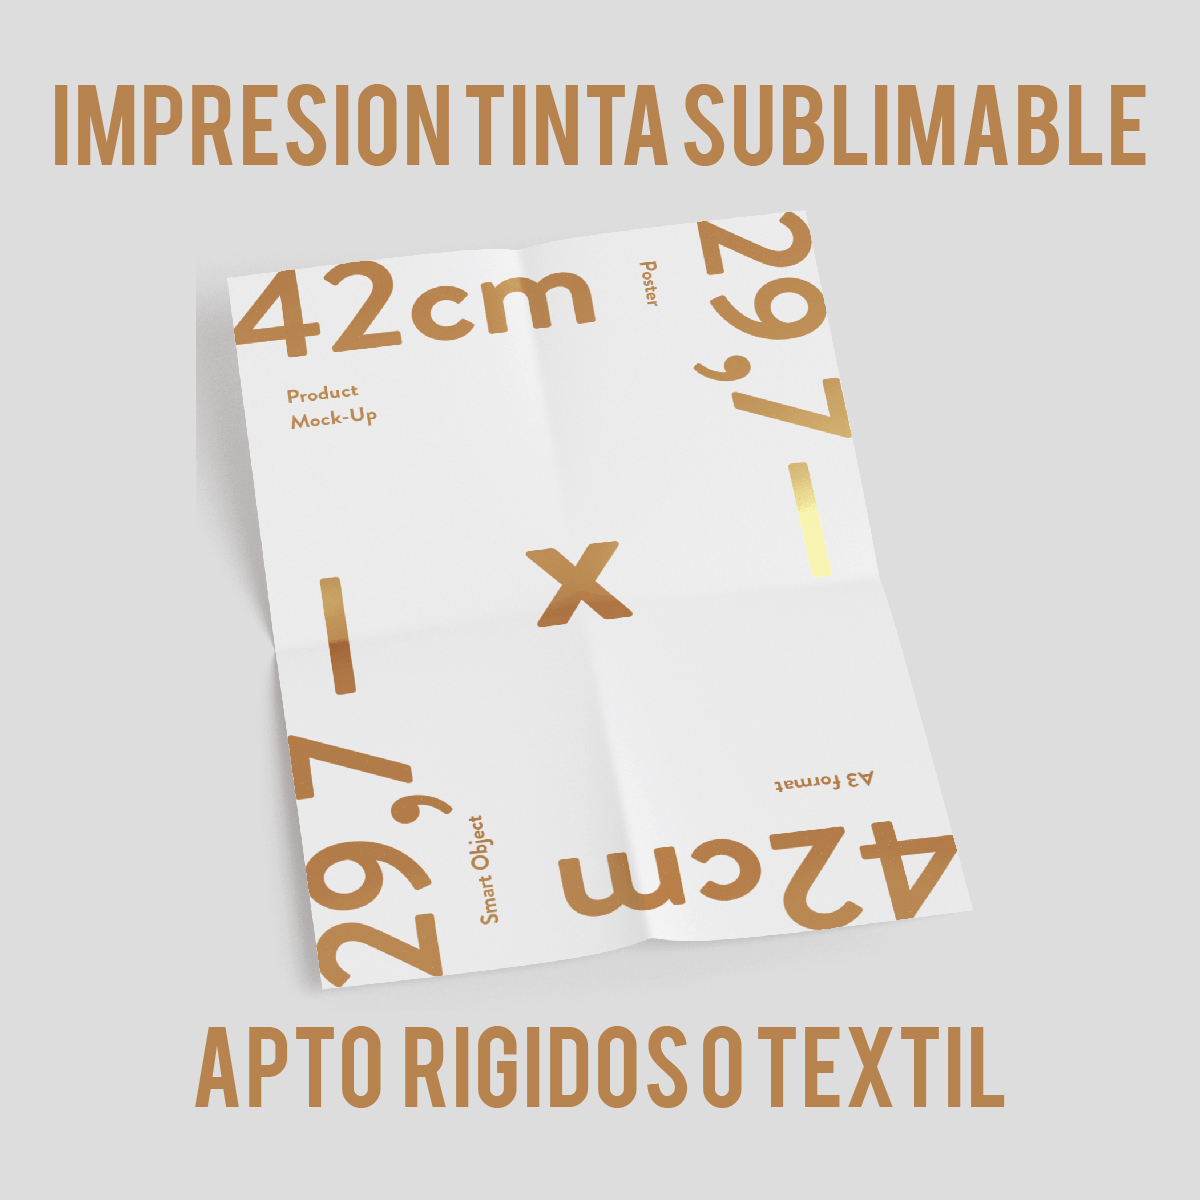 IMPRESION TINTA SUBLIMABLE
42cm
Poster
29,7
Product
Mock-Up
x
29,7
Smart Object
A3 format
42cm
APTO RIGIDOS O TEXTIL